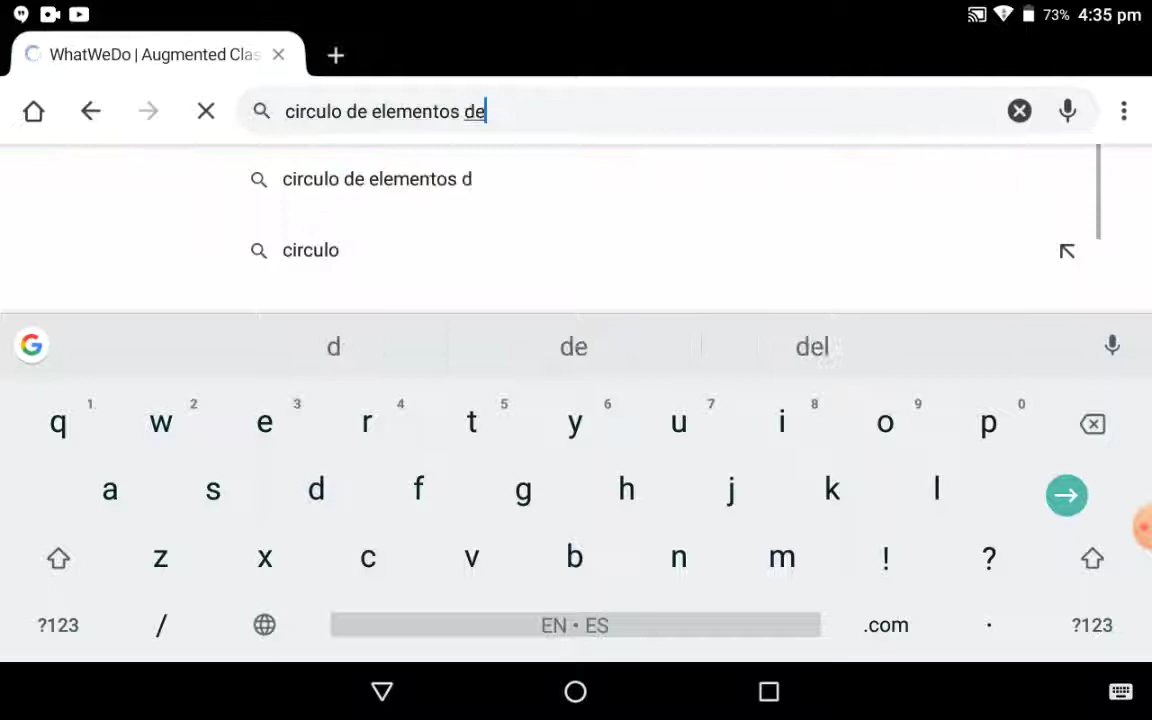 73% 4:35 pm
WhatWeDo | Augmented Clas
circulo de elementos de
circulo de elementos d
circulo
d de del
1 2 3 4 5 6 7 8 9 0
q w e r t y u i o p
a s d f g h j k l
z x c v b n m ! ?
?123 / EN • ES .com . ?123